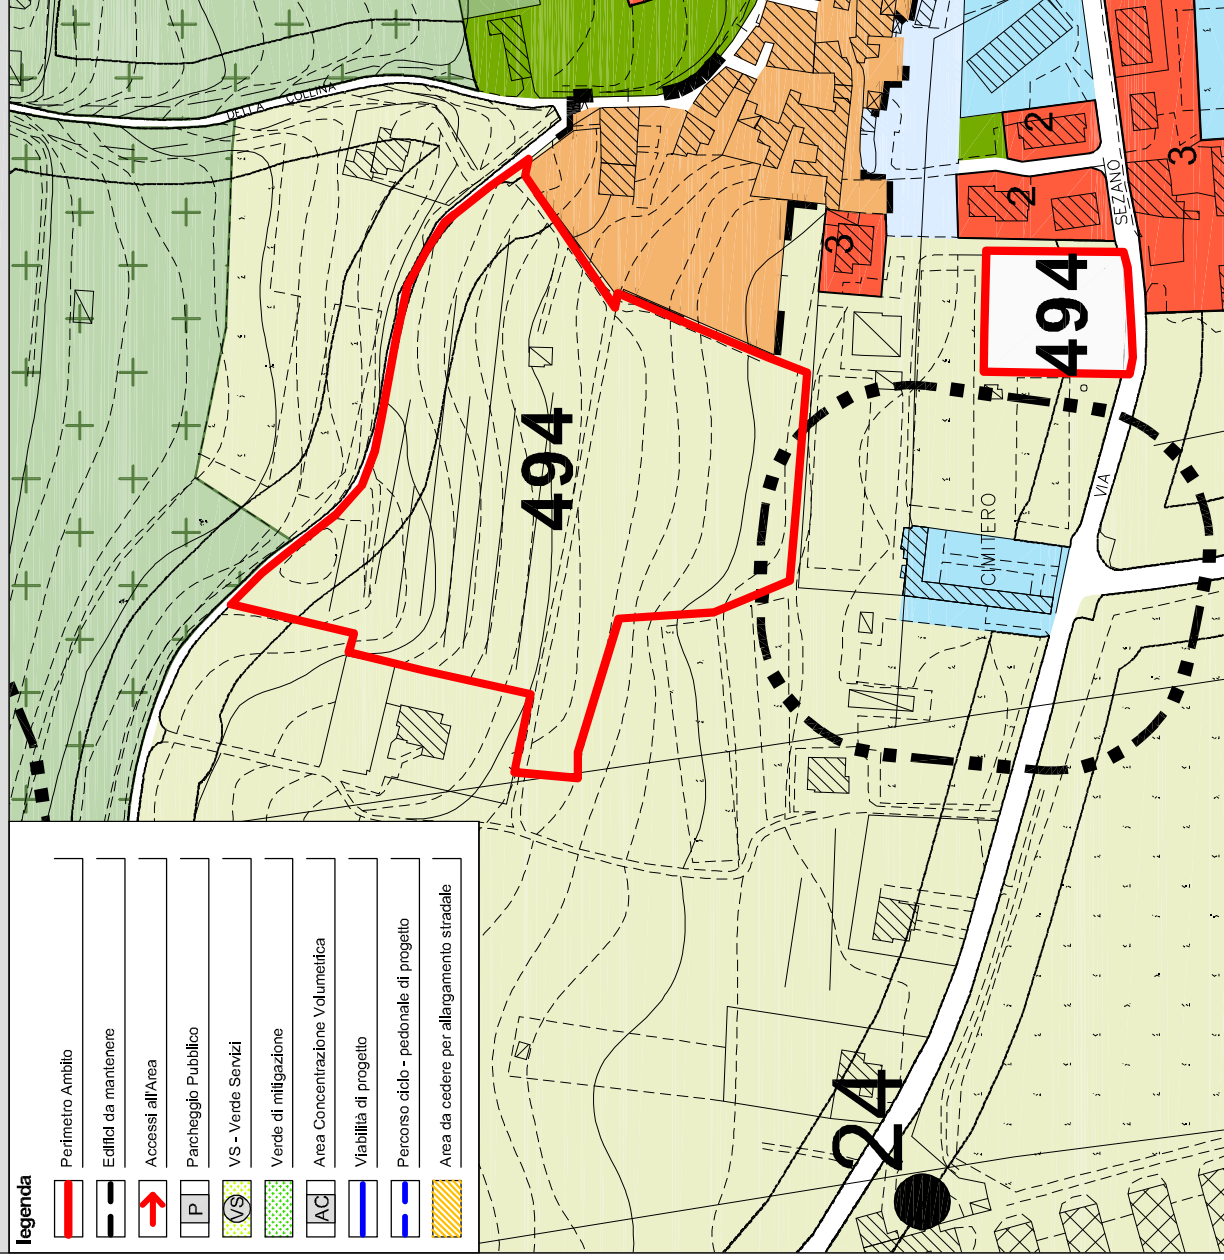 legenda
Perimetro Ambito
Edifici da mantenere
Accessi all'Area
P Parcheggio Pubblico
VS VS - Verde Servizi
Verde di mitigazione
AC Area Concentrazione Volumetrica
Viabilità di progetto
Percorso ciclo - pedonale di progetto
Area da cedere per allargamento stradale
DELLA COLLINA
494
494
3
2
2
3
CIMITERO
VIA SEZANO
24